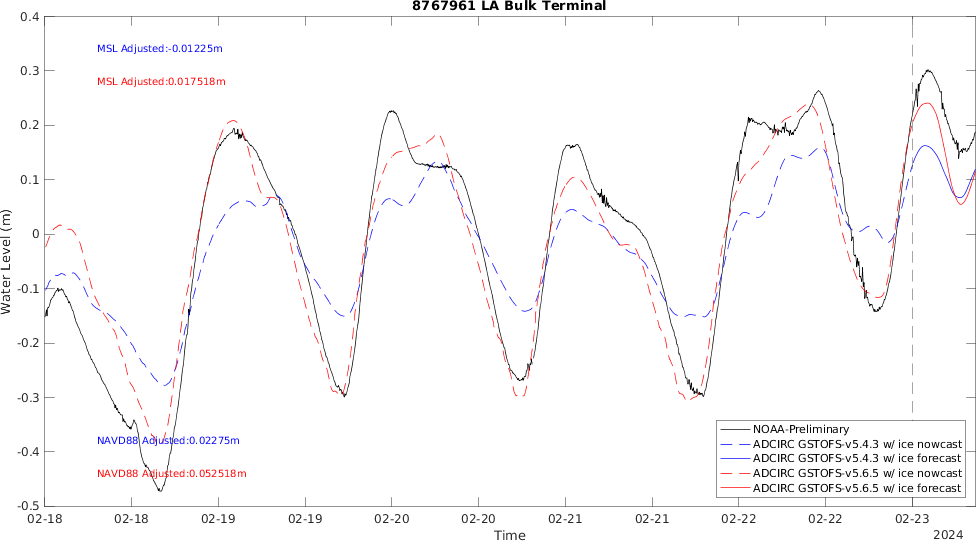 8767961 LA Bulk Terminal
0.4
0.3
0.2
0.1
0
-0.1
-0.2
-0.3
-0.4
-0.5
Water Level (m)
MSL Adjusted:-0.01225m
MSL Adjusted:0.017518m
NAVD88 Adjusted:0.02275m
NAVD88 Adjusted:0.052518m
NOAA-Preliminary
ADCIRC GSTOFS-v5.4.3 w/ ice nowcast
ADCIRC GSTOFS-v5.4.3 w/ ice forecast
ADCIRC GSTOFS-v5.6.5 w/ ice nowcast
ADCIRC GSTOFS-v5.6.5 w/ ice forecast
02-18 02-18 02-19 02-19 02-20 02-20 02-21 02-21 02-22 02-22 02-23
Time
2024